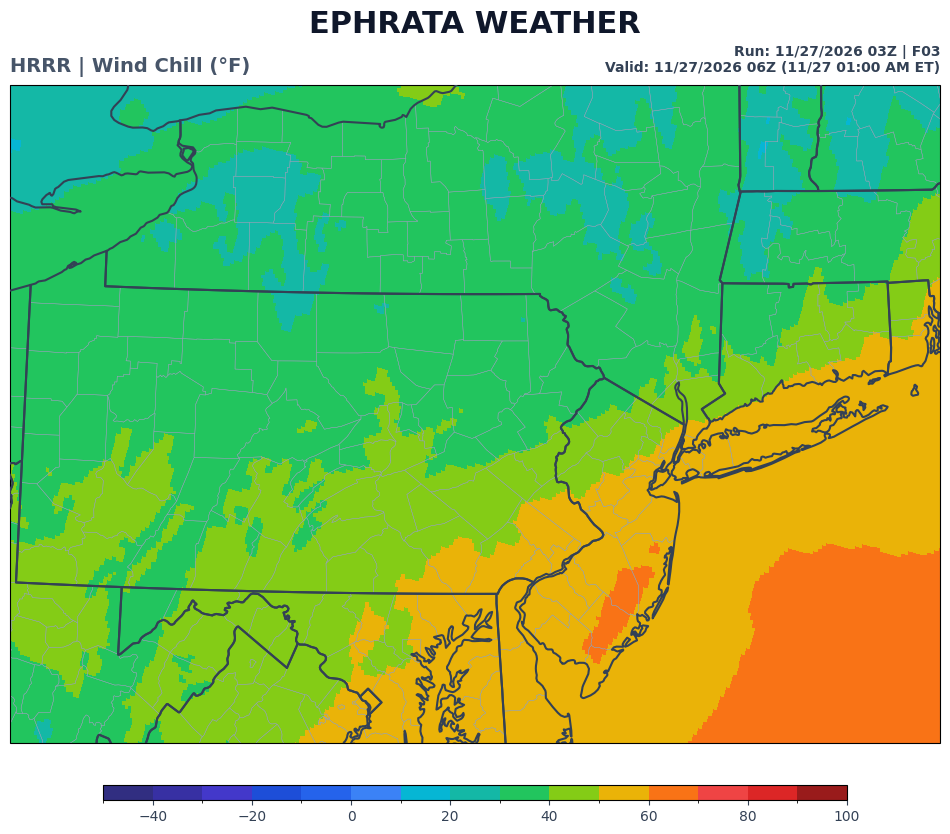 EPHRATA WEATHER
HRRR | Wind Chill (°F)
Run: 11/27/2026 03Z | F03
Valid: 11/27/2026 06Z (11/27 01:00 AM ET)
−40 −20 0 20 40 60 80 100